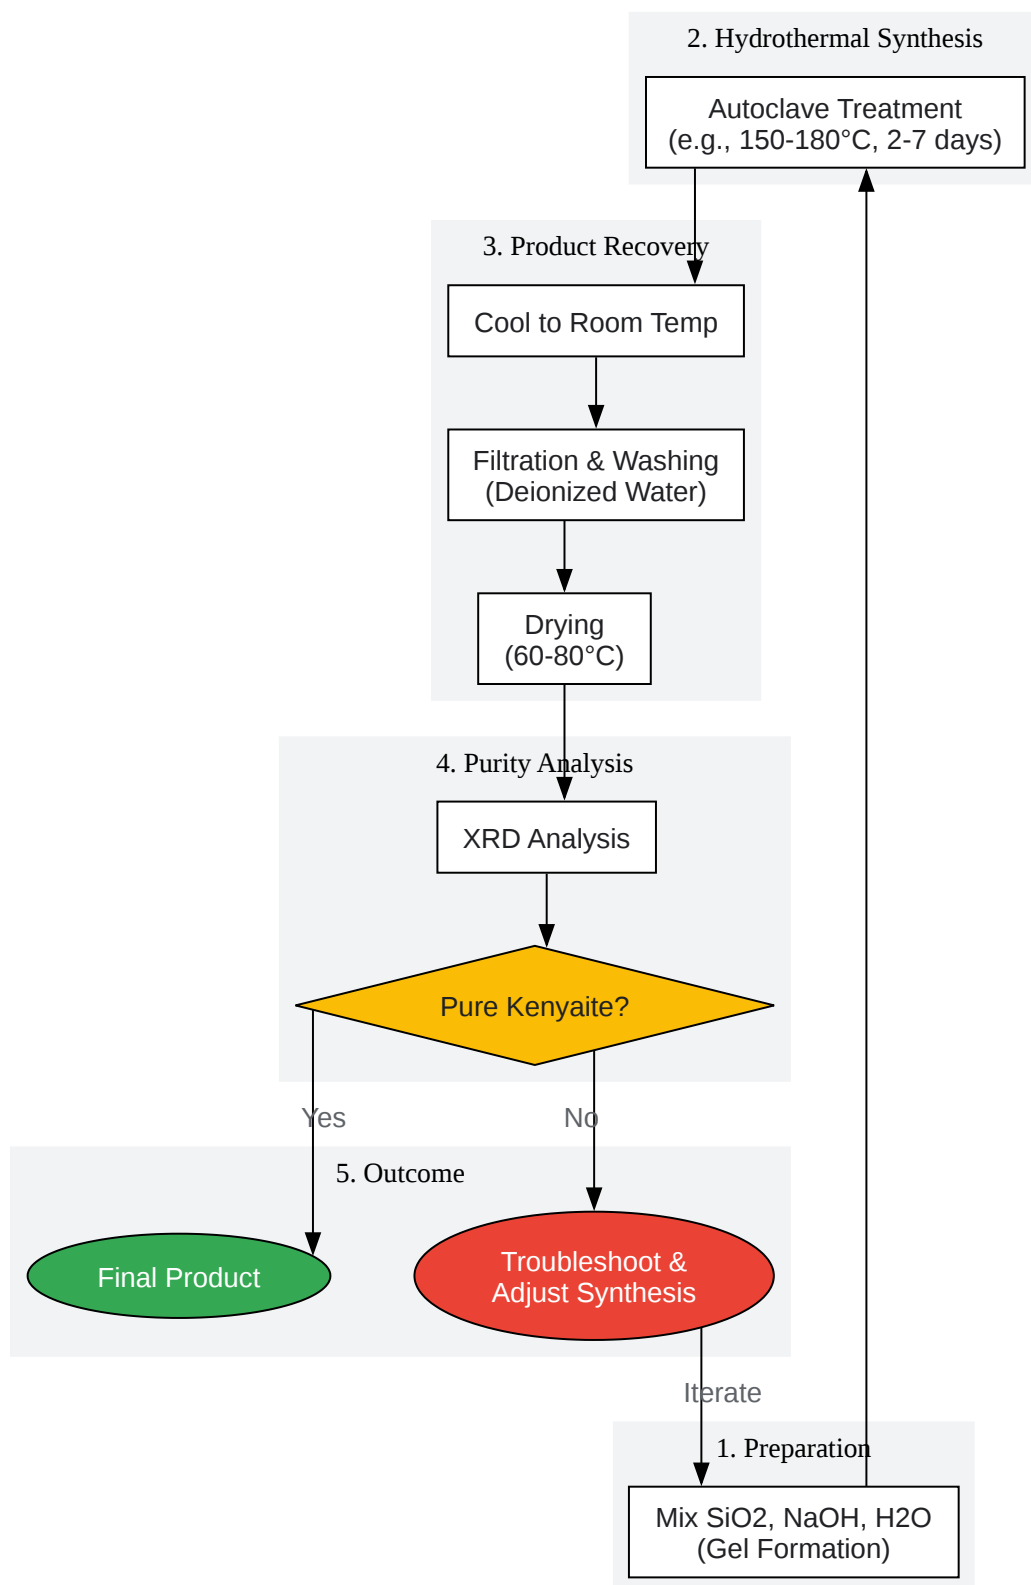 2. Hydrothermal Synthesis
Autoclave Treatment
(e.g., 150-180°C, 2-7 days)
3. Product Recovery
Cool to Room Temp
Filtration & Washing
(Deionized Water)
Drying
(60-80°C)
4. Purity Analysis
XRD Analysis
Pure Kenyaite?
Yes
No
5. Outcome
Final Product
Troubleshoot &
Adjust Synthesis
Iterate
1. Preparation
Mix SiO2, NaOH, H2O
(Gel Formation)